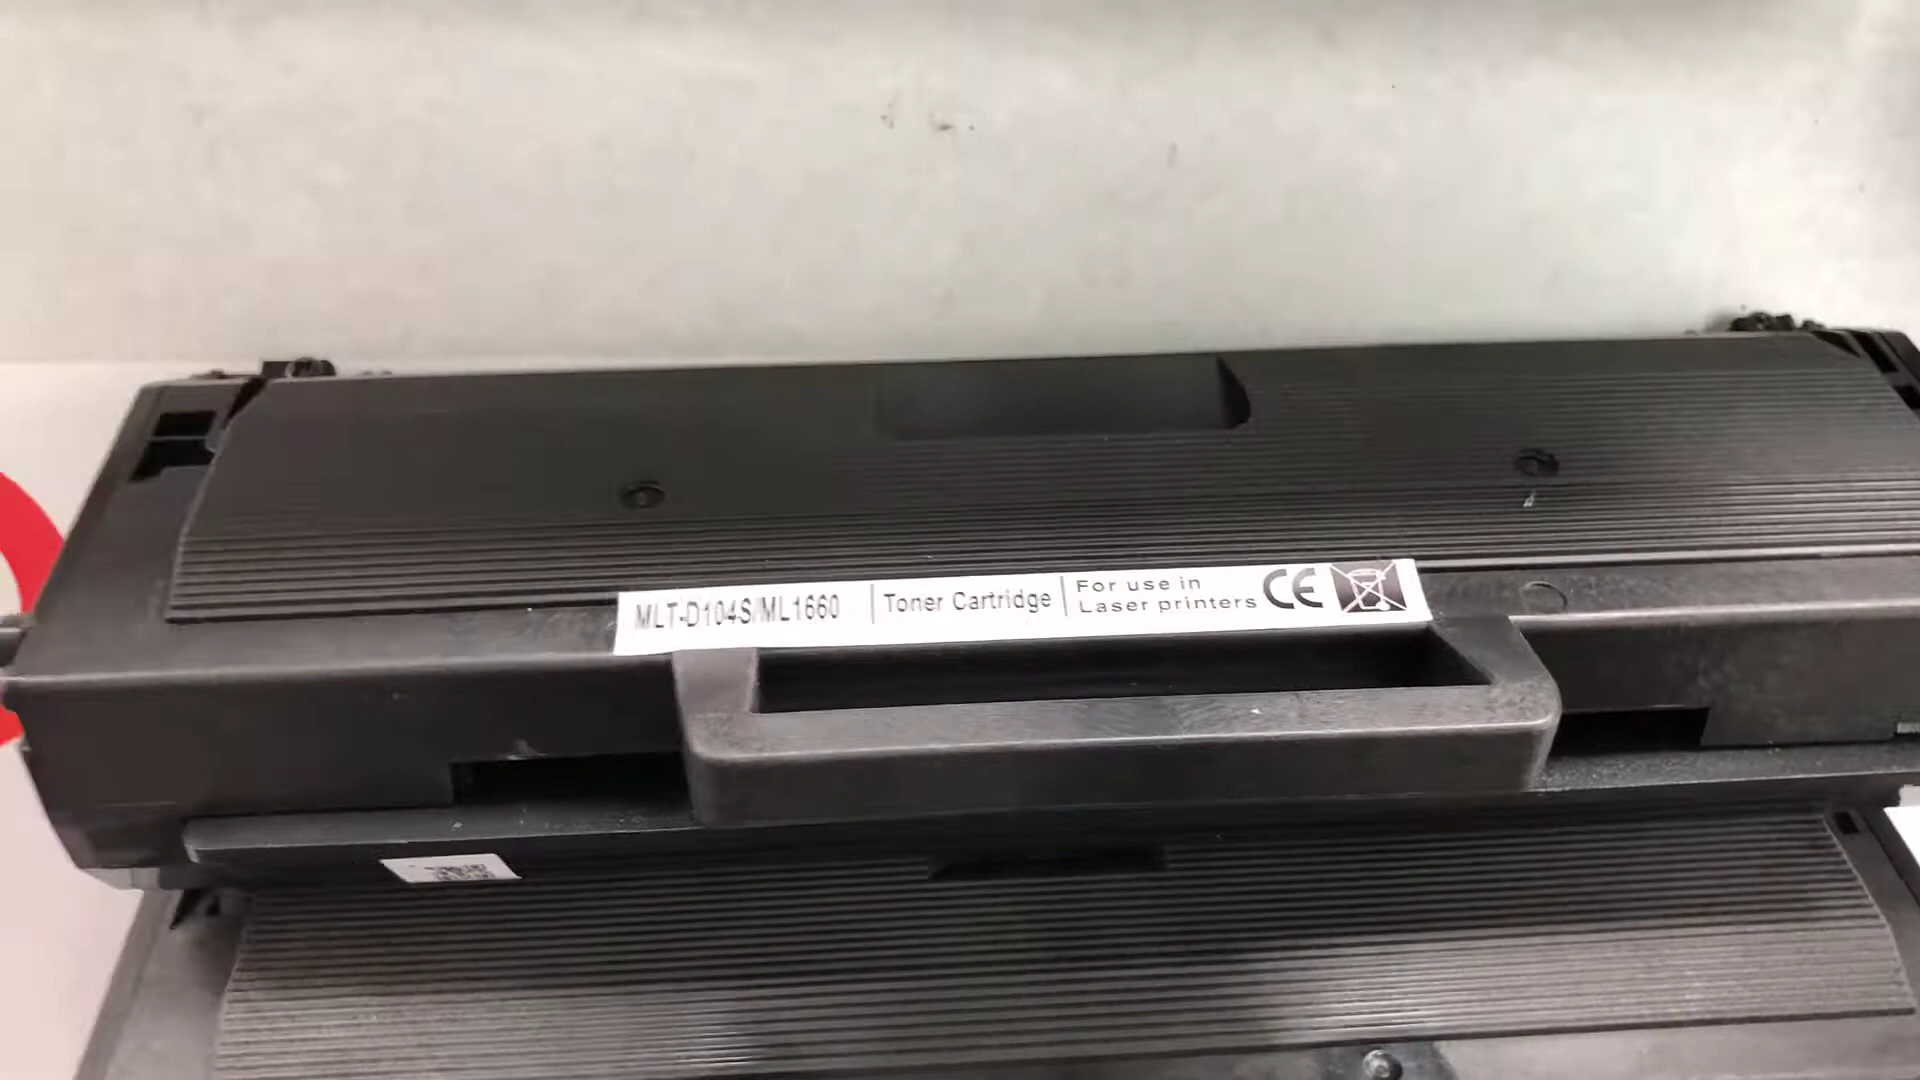 MLT-D104S/ML1660
Toner Cartridge
For use in
Laser printers
CE